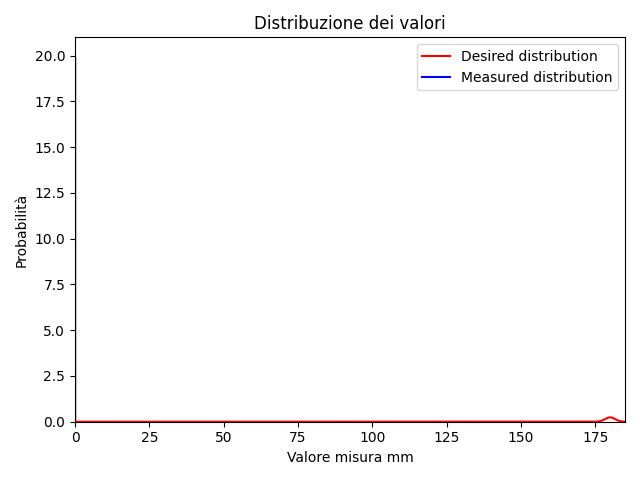 Distribuzione dei valori
Desired distribution
Measured distribution
20.0
17.5
15.0
12.5
10.0
7.5
5.0
2.5
0.0
Probabilità
0 25 50 75 100 125 150 175
Valore misura mm